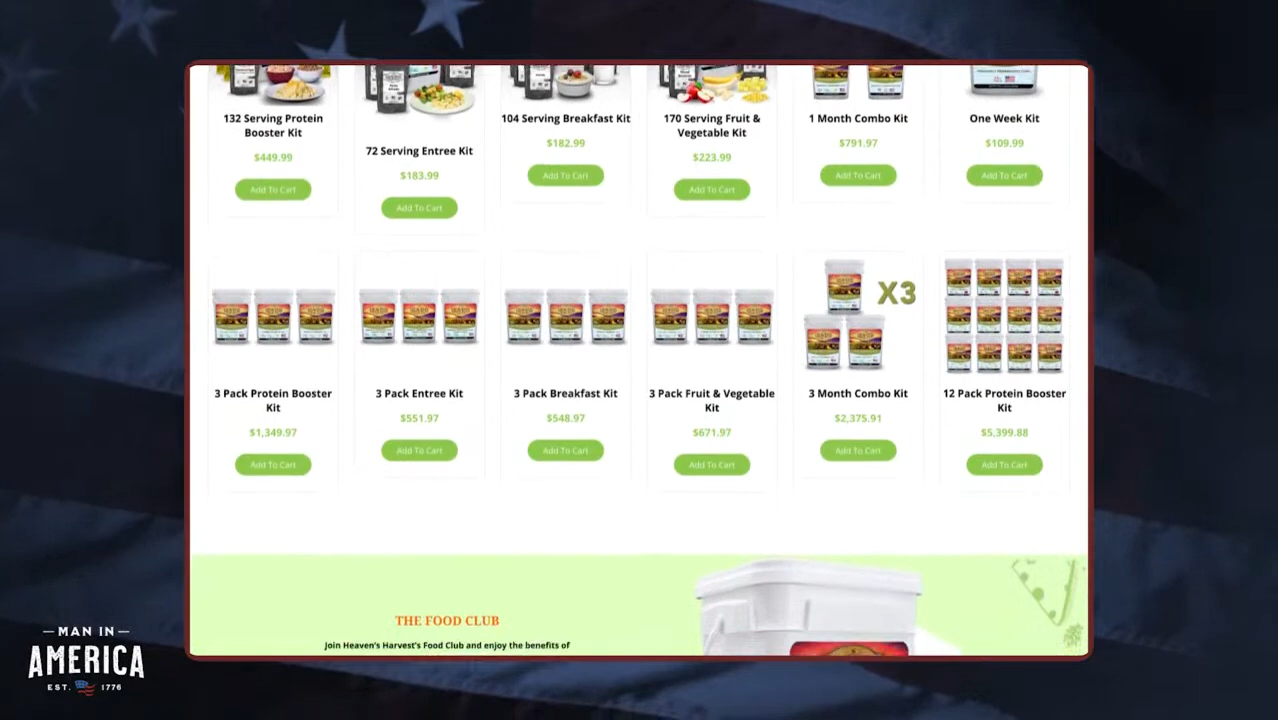 132 Serving Protein
Booster Kit
$449.99
Add To Cart
72 Serving Entree Kit
$183.99
Add To Cart
104 Serving Breakfast Kit
$182.99
Add To Cart
170 Serving Fruit &
Vegetable Kit
$223.99
Add To Cart
1 Month Combo Kit
$791.97
Add To Cart
One Week Kit
$109.99
Add To Cart
3 Pack Protein Booster
Kit
$1,349.97
Add To Cart
3 Pack Entree Kit
$551.97
Add To Cart
3 Pack Breakfast Kit
$548.97
Add To Cart
3 Pack Fruit & Vegetable
Kit
$671.97
Add To Cart
X3
3 Month Combo Kit
$2,375.91
Add To Cart
12 Pack Protein Booster
Kit
$5,399.88
Add To Cart
THE FOOD CLUB
Join Heaven's Harvest's Food Club and enjoy the benefits of
MAN IN
AMERICA
EST. 1776